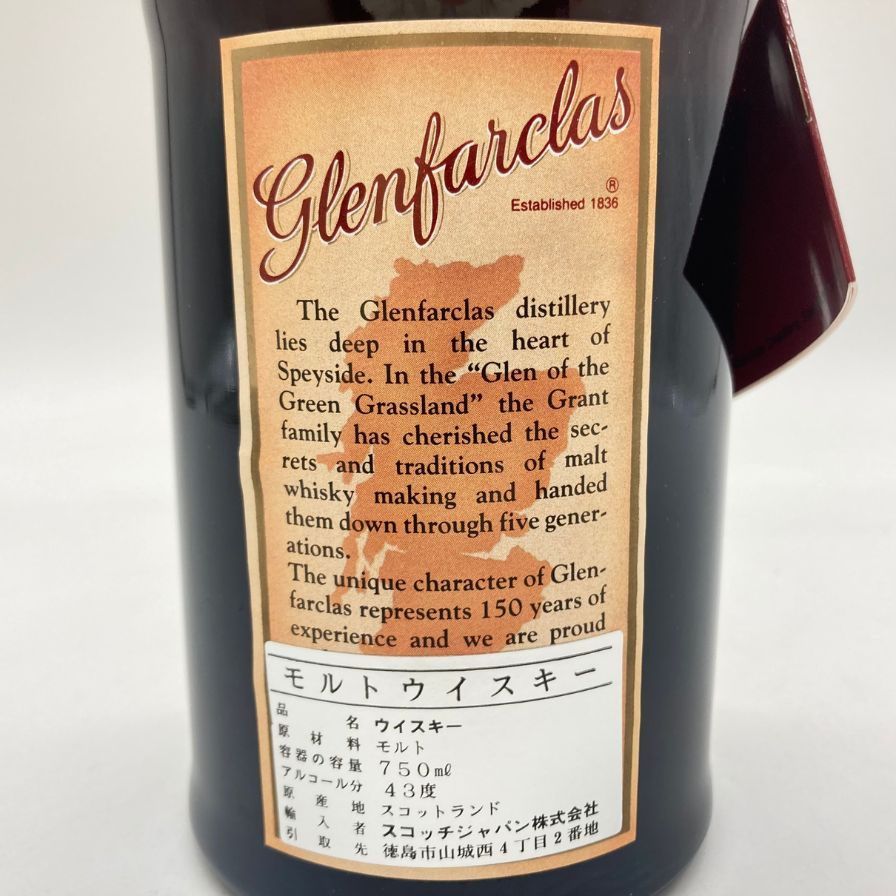 Glenfarclas
®
Established 1836
The Glenfarclas distillery
lies deep in the heart of
Speyside. In the “Glen of the
Green Grassland” the Grant
family has cherished the sec-
rets and traditions of malt
whisky making and handed
them down through five gener-
ations.
The unique character of Glen-
farclas represents 150 years of
experience and we are proud
モルトウイスキー
品名 ウイスキー
原材料 モルト
容器の容量 750ml
アルコール分 43度
原産地 スコットランド
輸入者 スコッチジャパン株式会社
引取先 徳島市山城西4丁目2番地